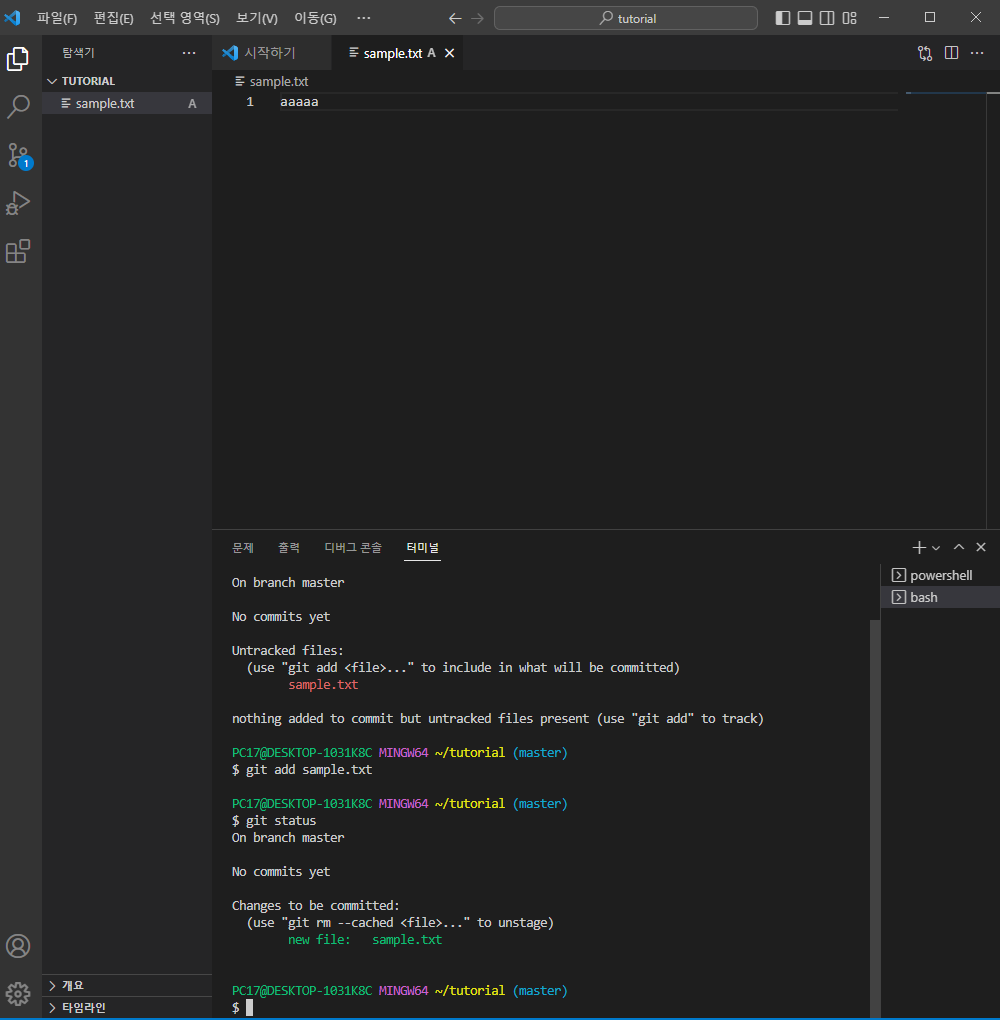 파일(F) 편집(E) 선택 영역(S) 보기(V) 이동(G) ··· tutorial
탐색기 ···
시작하기
sample.txt A
TUTORIAL
sample.txt A
sample.txt
1 aaaaa
1
문제 출력 디버그 콘솔 터미널
powershell
bash
On branch master
No commits yet
Untracked files:
(use "git add <file>..." to include in what will be committed)
sample.txt
nothing added to commit but untracked files present (use "git add" to track)
PC17@DESKTOP-1031K8C MINGW64 ~/tutorial (master)
$ git add sample.txt
PC17@DESKTOP-1031K8C MINGW64 ~/tutorial (master)
$ git status
On branch master
No commits yet
Changes to be committed:
(use "git rm --cached <file>..." to unstage)
new file:   sample.txt
PC17@DESKTOP-1031K8C MINGW64 ~/tutorial (master)
$
개요
타임라인